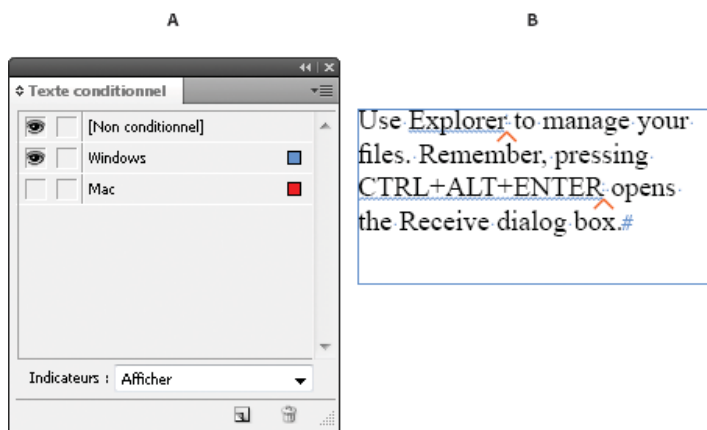 A
B
Texte conditionnel
[Non conditionnel]
Windows
Mac
Indicateurs : Afficher
Use Explorer to manage your
files. Remember, pressing
CTRL+ALT+ENTER opens
the Receive dialog box.#